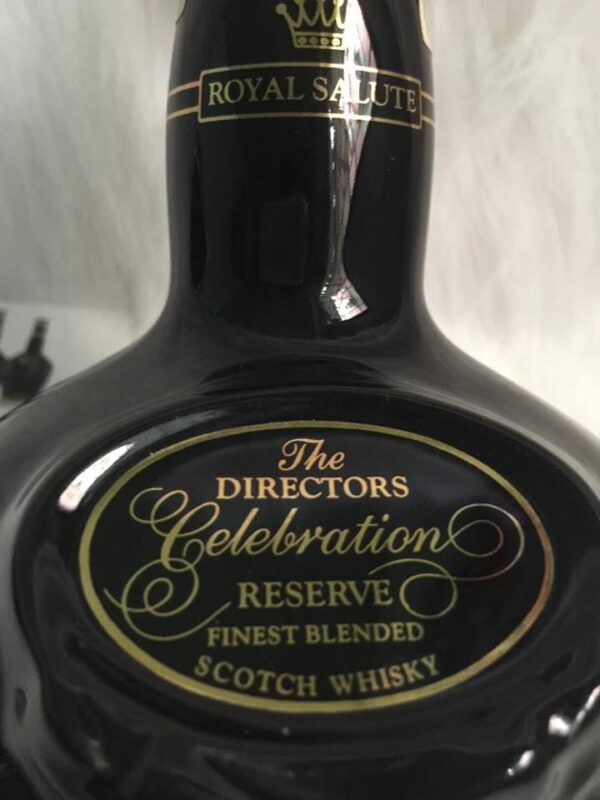 ROYAL SALUTE
The
DIRECTORS
Celebration
RESERVE
FINEST BLENDED
SCOTCH WHISKY